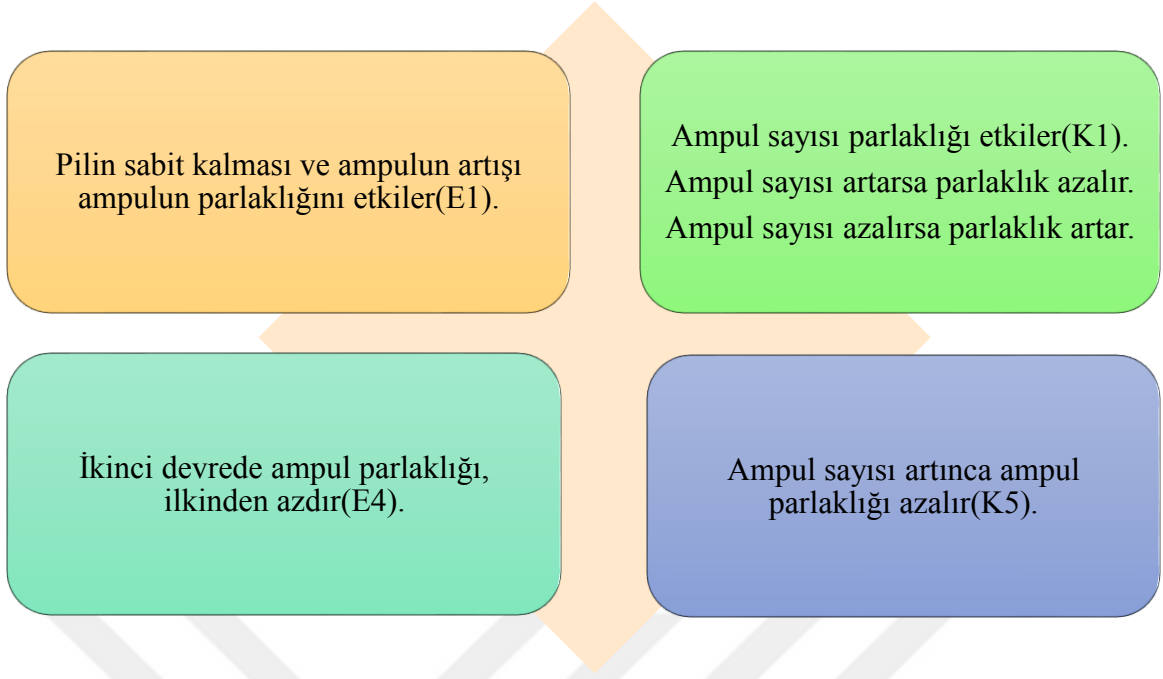 Pilin sabit kalması ve ampulun artışı
ampulun parlaklığını etkiler(E1).
Ampul sayısı parlaklığı etkiler(K1).
Ampul sayısı artarsa parlaklık azalır.
Ampul sayısı azalırsa parlaklık artar.
İkinci devrede ampul parlaklığı,
ilkinden azdır(E4).
Ampul sayısı artınca ampul
parlaklığı azalır(K5).